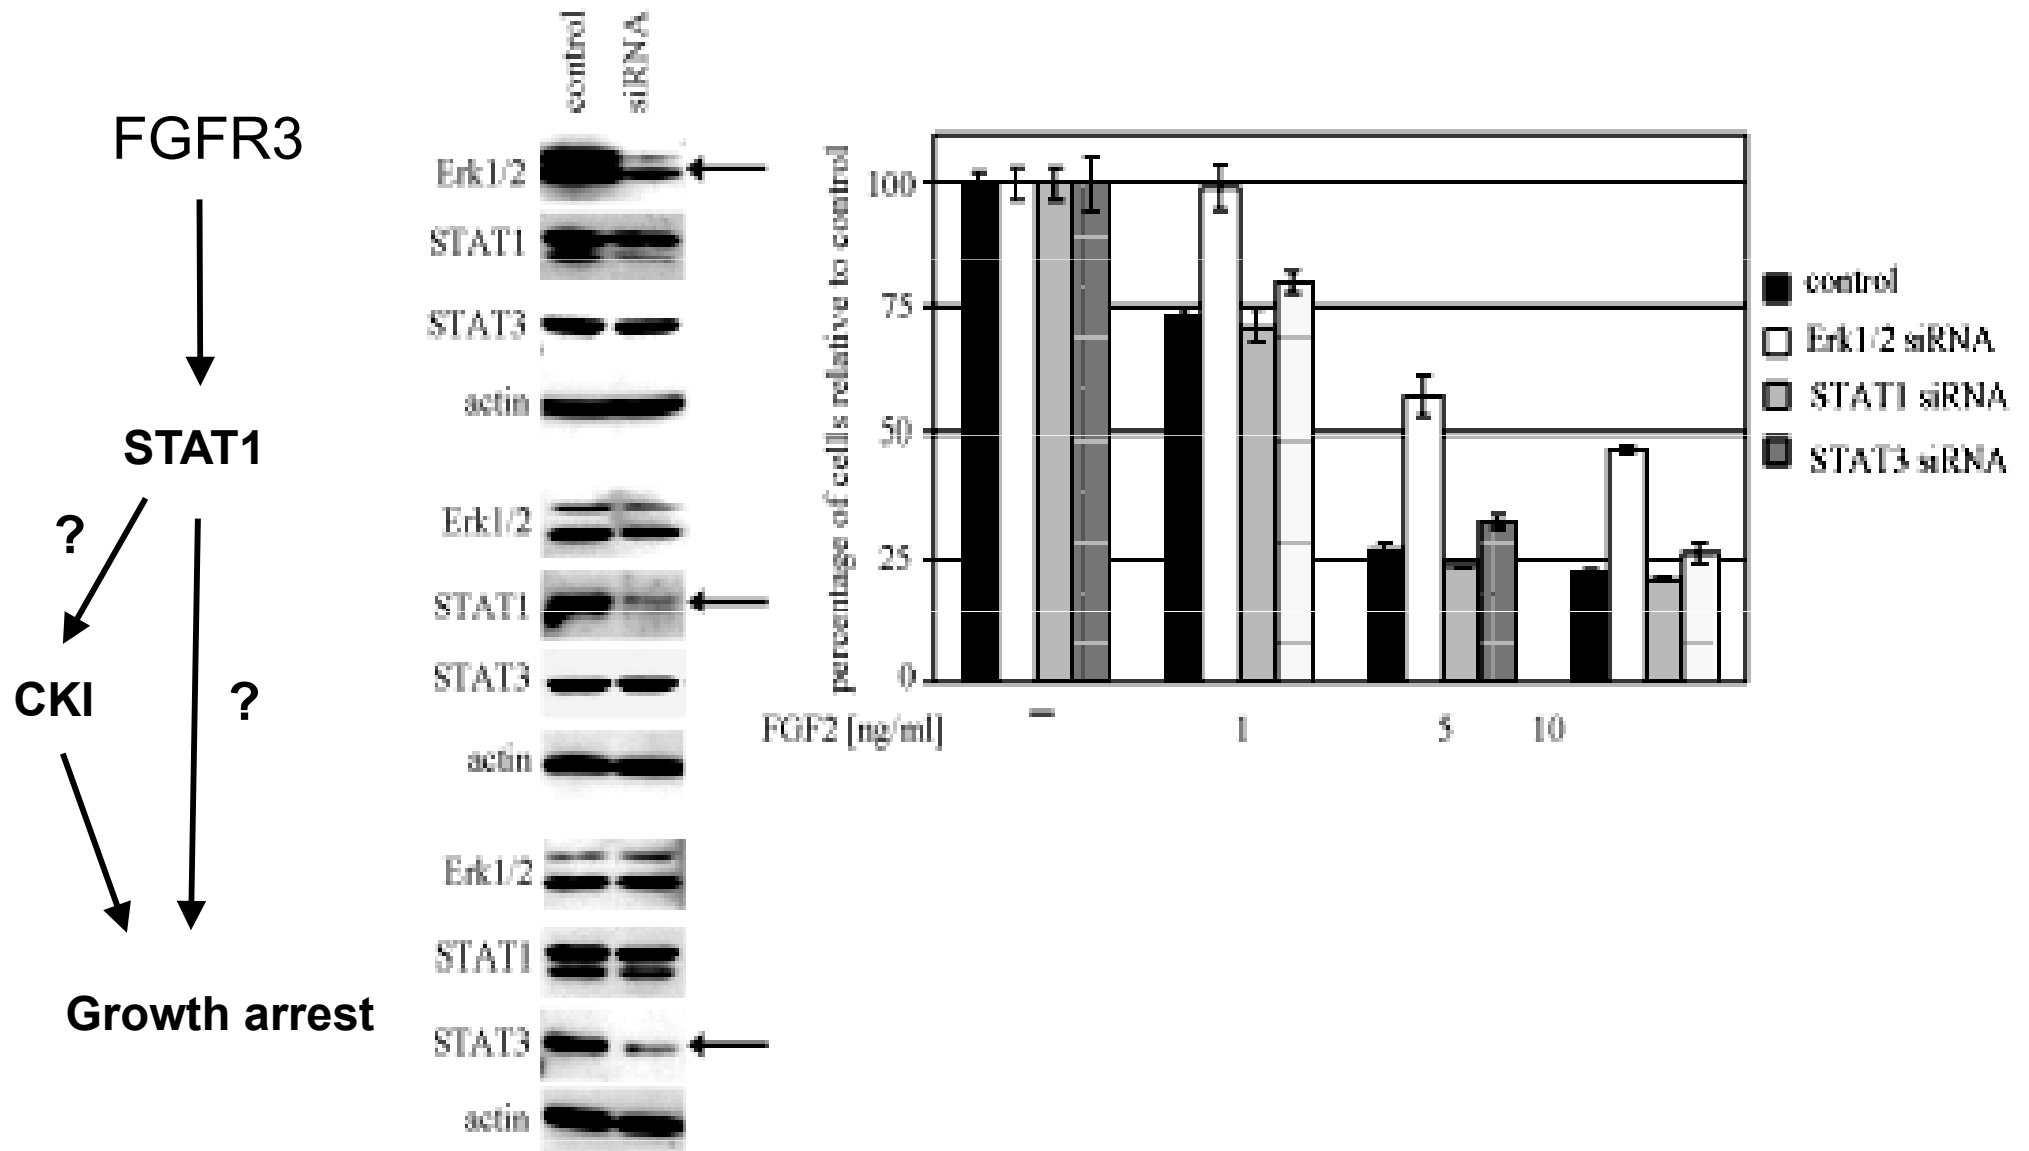 FGFR3
STAT1
?
CKI
?
Growth arrest
control
siRNA
Erk1/2
STAT1
STAT3
actin
Erk1/2
STAT1
STAT3
actin
Erk1/2
STAT1
STAT3
actin
percentage of cells relative to control
100
75
50
25
0
FGF2 [ng/ml]
–
1
5
10
control
Erk1/2 siRNA
STAT1 siRNA
STAT3 siRNA